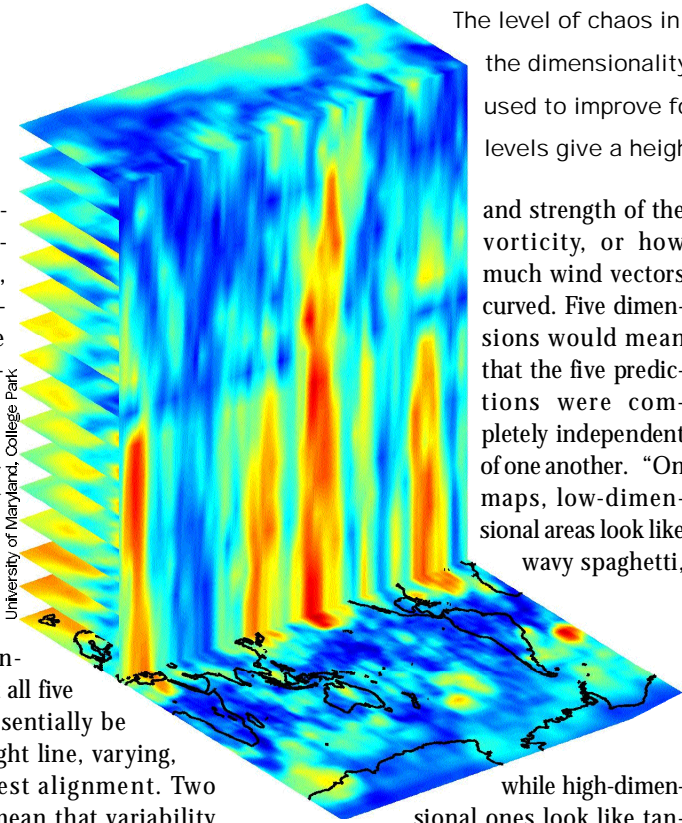 The level of chaos in
the dimensionality
used to improve fo
levels give a heigh
and strength of the
vorticity, or how
much wind vectors
curved. Five dimen-
sions would mean
that the five predic-
tions were com-
pletely independent
of one another. “On
maps, low-dimen-
sional areas look like
wavy spaghetti,
while high-dimen-
sional ones look like tan-
-
-
,
-
e
University of Maryland, College Park
n-
all five
sentially be
ght line, varying,
est alignment. Two
mean that variability